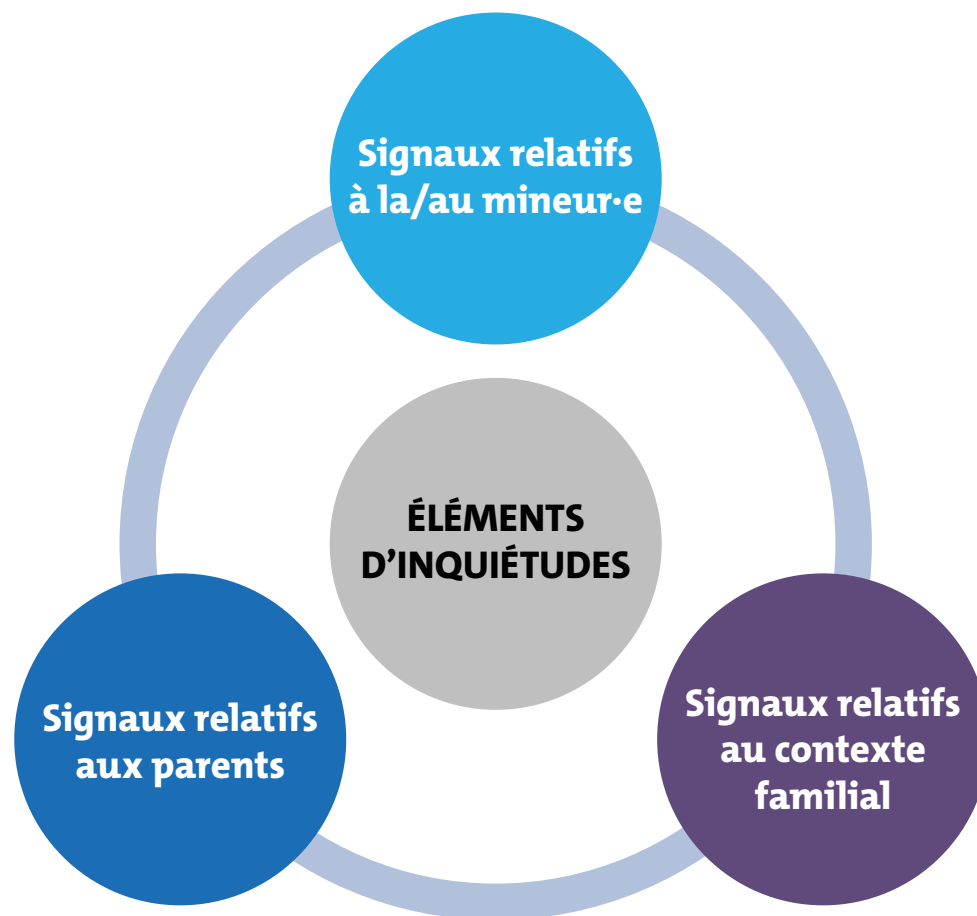 Signaux relatifs
à la/au mineur·e
ÉLÉMENTS
D’INQUIÉTUDES
Signaux relatifs
aux parents
Signaux relatifs
au contexte
familial